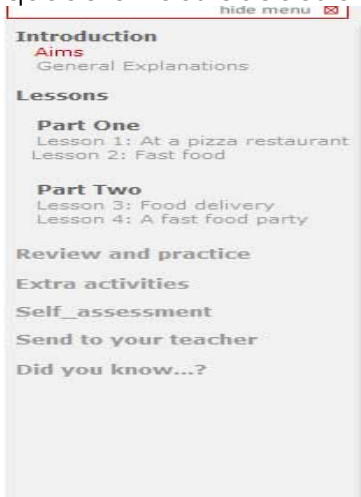 hide menu
Introduction
Aims
General Explanations
Lessons
Part One
Lesson 1: At a pizza restaurant
Lesson 2: Fast food
Part Two
Lesson 3: Food delivery
Lesson 4: A fast food party
Review and practice
Extra activities
Self_assessment
Send to your teacher
Did you know...?